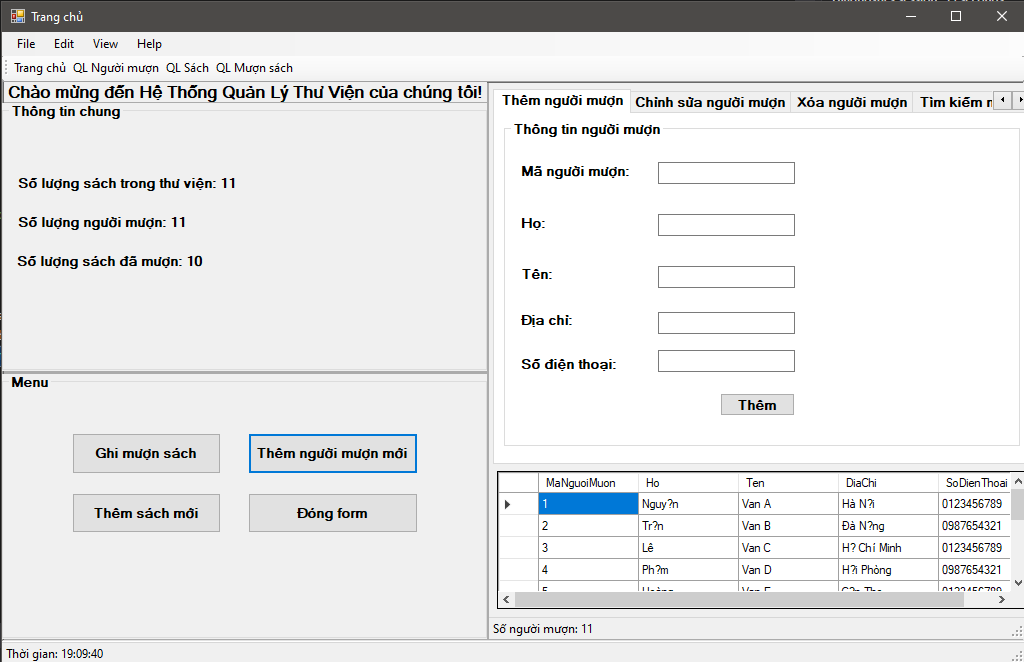 Trang chủ
File Edit View Help
Trang chủ QL Người mượn QL Sách QL Mượn sách
Chào mừng đến Hệ Thống Quản Lý Thư Viện của chúng tôi!
Thông tin chung
Số lượng sách trong thư viện: 11
Số lượng người mượn: 11
Số lượng sách đã mượn: 10
Menu
Ghi mượn sách Thêm người mượn mới
Thêm sách mới Đóng form
Thêm người mượn Chỉnh sửa người mượn Xóa người mượn Tìm kiếm
Thông tin người mượn
Mã người mượn:
Họ:
Tên:
Địa chỉ:
Số điện thoại:
Thêm
MaNguoiMuon Ho Ten DiaChi SoDienThoai
1 Nguy?n Van A Hà N?i 0123456789
2 Tr?n Van B Đà N?ng 0987654321
3 Lê Van C H? Chí Minh 0123456789
4 Ph?m Van D H?i Phòng 0987654321
Số người mượn: 11
Thời gian: 19:09:40